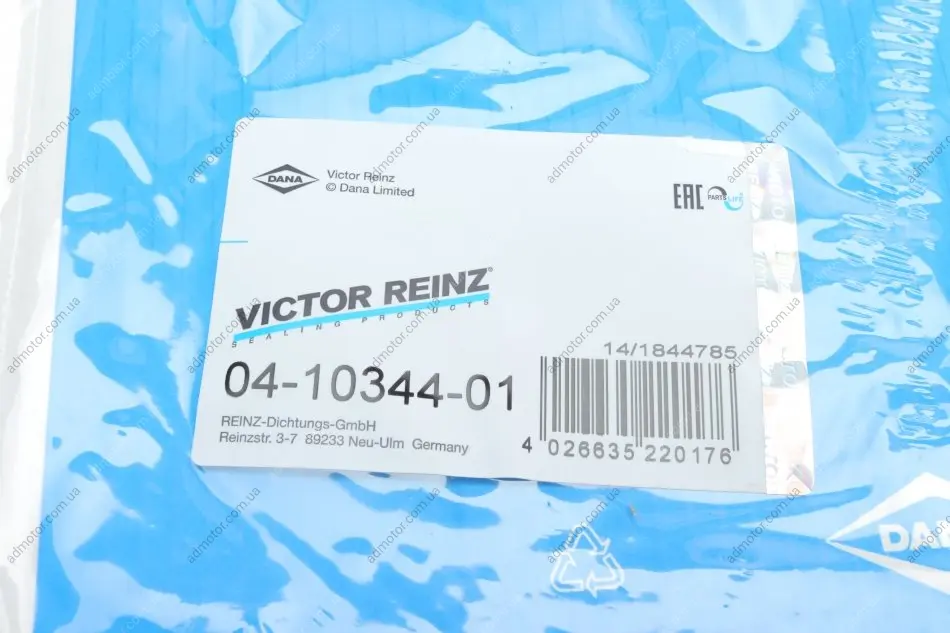 DANA
Victor Reinz
© Dana Limited
EAC
PARTS LIFE
VICTOR REINZ®
SEALING PRODUCTS
04-10344-01
14/1844785
REINZ-Dichtungs-GmbH
Reinzstr. 3-7 89233 Neu-Ulm Germany
4 026635 220176
admotor.com.ua